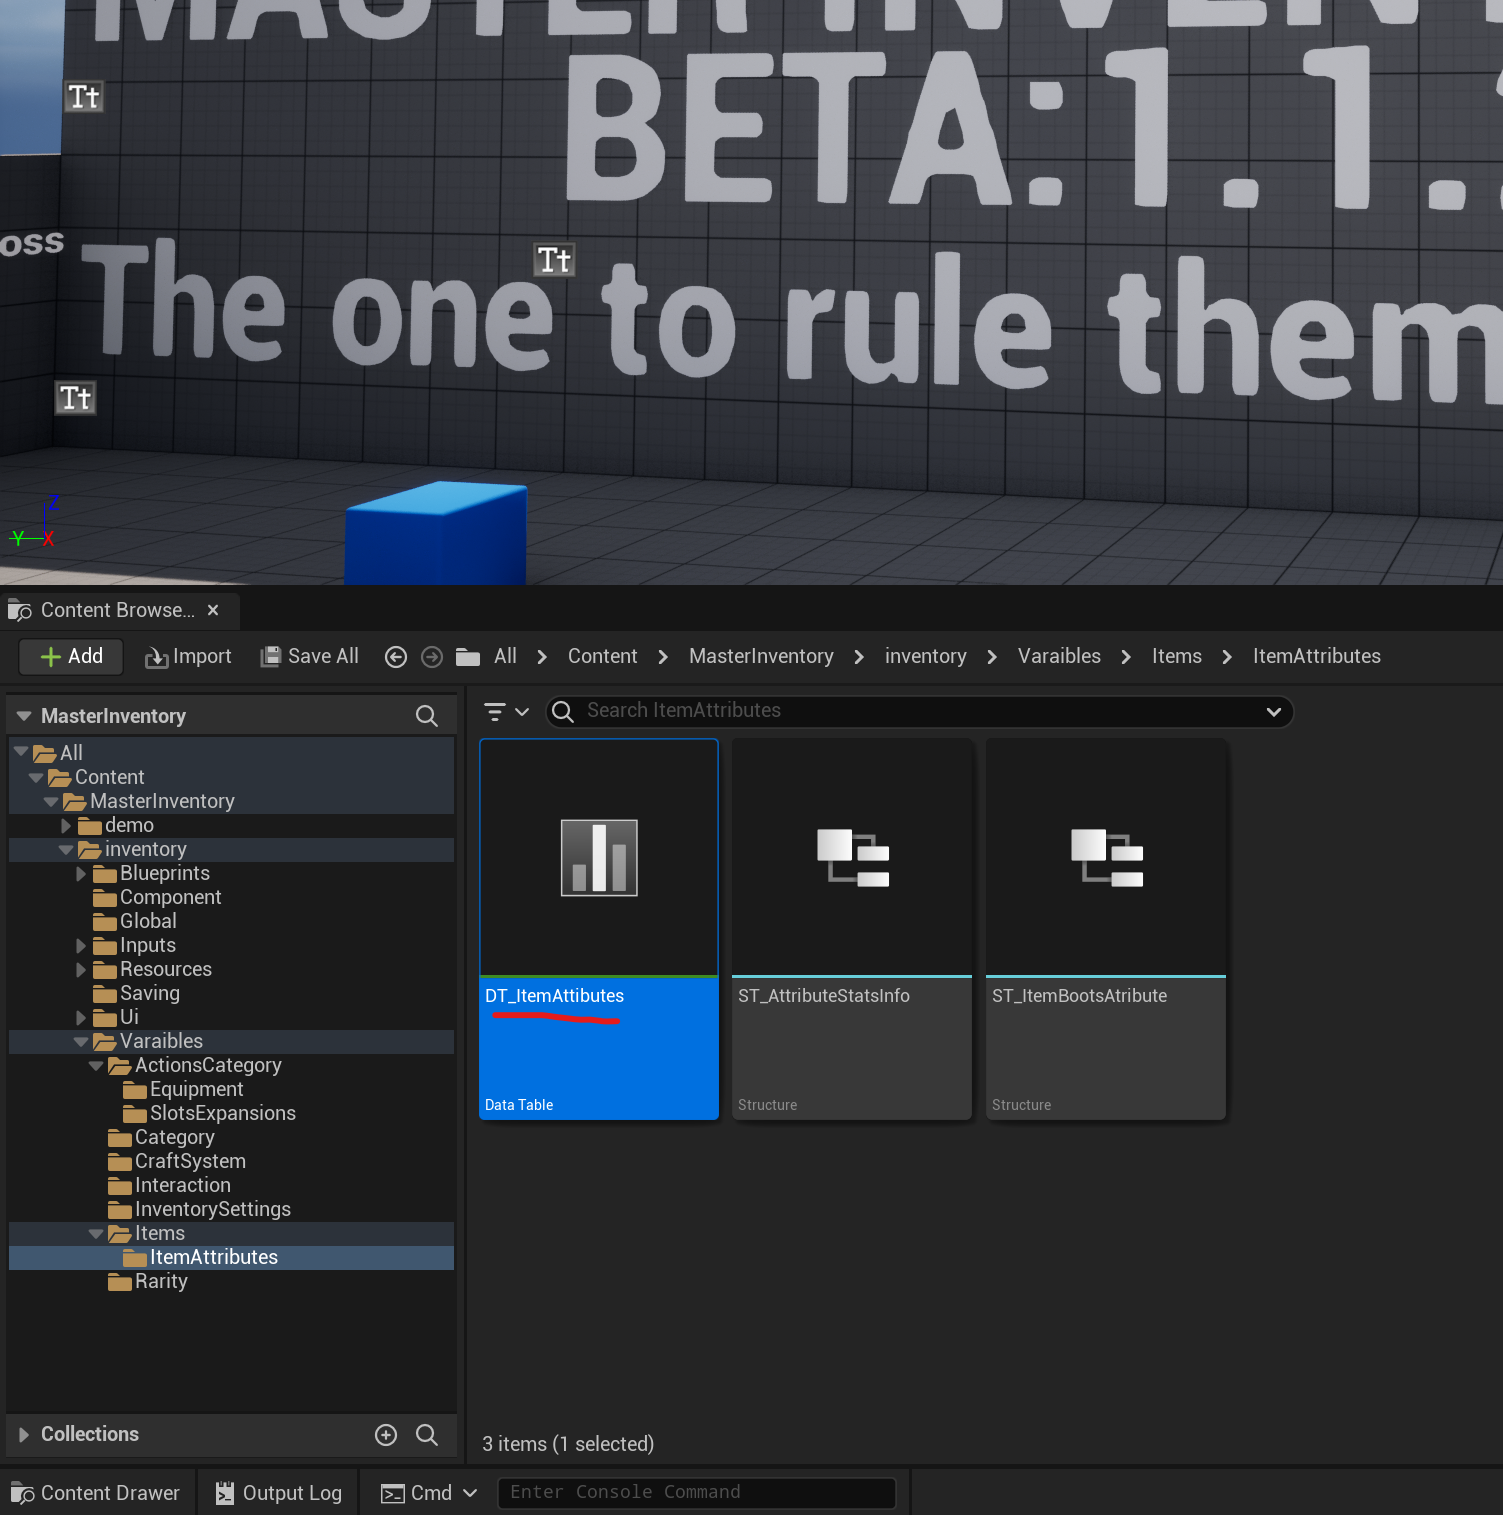 MASTER INVEN
BETA:1.1.
Tt
oss
The one to rule them
Tt
Tt
Z
Y
X
Content Browse...
Add
Import
Save All
All
Content
MasterInventory
inventory
Varaibles
Items
ItemAttributes
MasterInventory
Search ItemAttributes
All
Content
MasterInventory
demo
inventory
Blueprints
Component
Global
Inputs
Resources
Saving
Ui
Varaibles
ActionsCategory
Equipment
SlotsExpansions
Category
CraftSystem
Interaction
InventorySettings
Items
ItemAttributes
Rarity
DT_ItemAttibutes
Data Table
ST_AttributeStatsInfo
Structure
ST_ItemBootsAtribute
Structure
Collections
3 items (1 selected)
Content Drawer
Output Log
Cmd
Enter Console Command